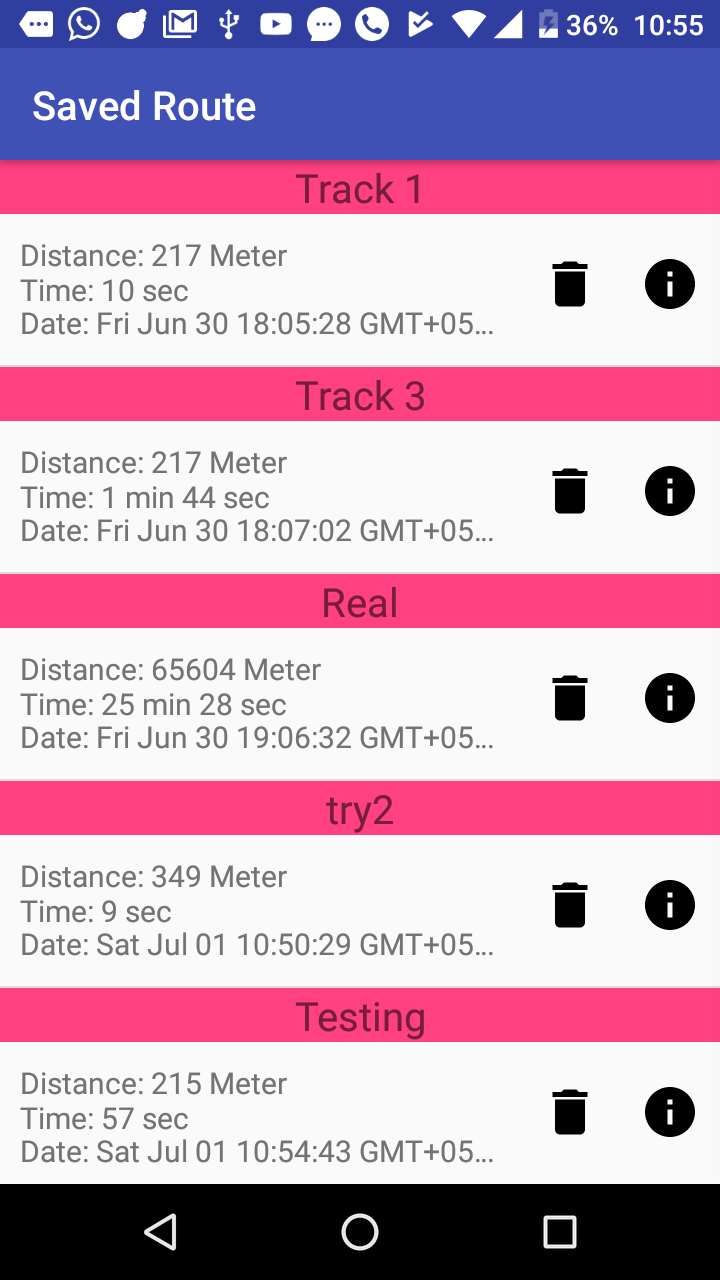 36% 10:55
Saved Route
Track 1
Distance: 217 Meter
Time: 10 sec
Date: Fri Jun 30 18:05:28 GMT+05...
Track 3
Distance: 217 Meter
Time: 1 min 44 sec
Date: Fri Jun 30 18:07:02 GMT+05...
Real
Distance: 65604 Meter
Time: 25 min 28 sec
Date: Fri Jun 30 19:06:32 GMT+05...
try2
Distance: 349 Meter
Time: 9 sec
Date: Sat Jul 01 10:50:29 GMT+05...
Testing
Distance: 215 Meter
Time: 57 sec
Date: Sat Jul 01 10:54:43 GMT+05...